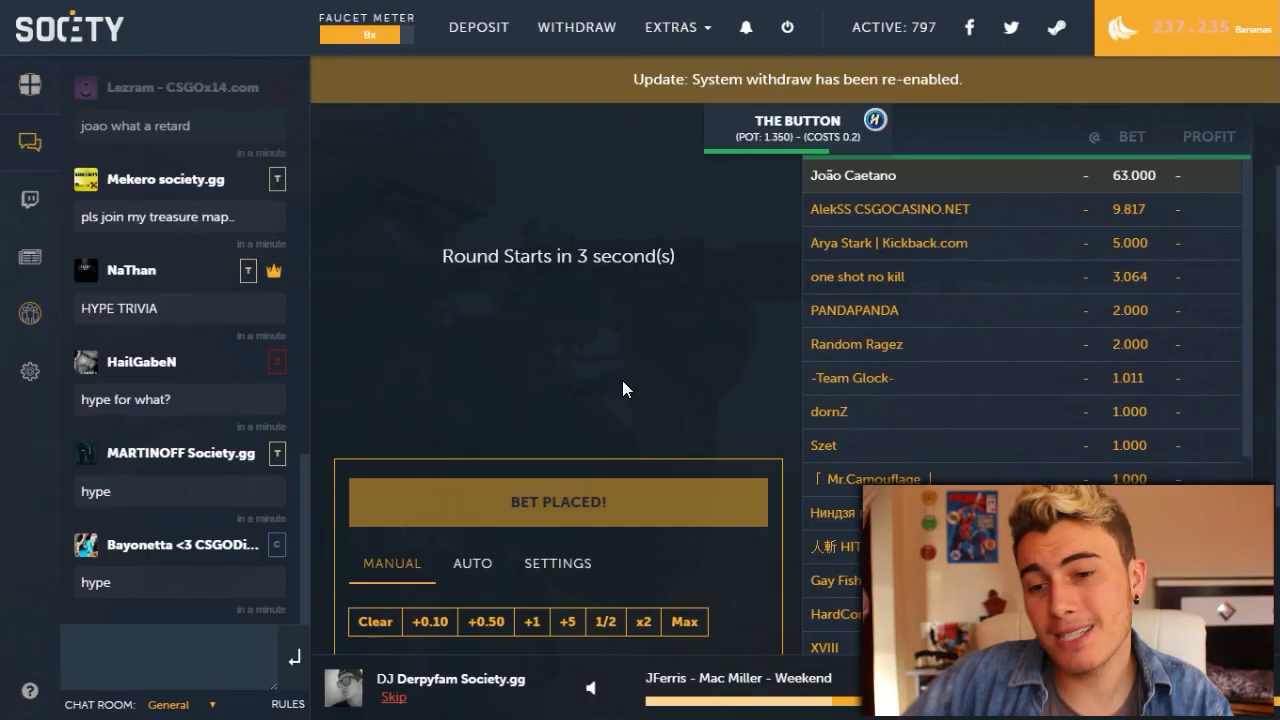 SOCIETY
FAUCET METER
8x
DEPOSIT
WITHDRAW
EXTRAS
ACTIVE: 797
237.235 Bananas
Update: System withdraw has been re-enabled.
Lezram - CSGOx14.com
joao what a retard
in a minute
Mekero society.gg
T
pls join my treasure map..
in a minute
NaThan
T
HYPE TRIVIA
in a minute
HailGabeN
hype for what?
in a minute
MARTINOFF Society.gg
T
hype
in a minute
Bayonetta <3 CSGODi...
C
hype
in a minute
CHAT ROOM: General
RULES
THE BUTTON
(POT: 1.350) - (COSTS 0.2)
Round Starts in 3 second(s)
BET PLACED!
MANUAL
AUTO
SETTINGS
Clear
+0.10
+0.50
+1
+5
1/2
x2
Max
@ BET PROFIT
João Caetano - 63.000 -
AlekSS CSGOCASINO.NET - 9.817 -
Arya Stark | Kickback.com - 5.000 -
one shot no kill - 3.064 -
PANDAPANDA - 2.000 -
Random Ragez - 2.000 -
-Team Glock- - 1.011 -
dornZ - 1.000 -
Szet - 1.000 -
「 Mr.Camouflage 」 - 1.000 -
Ниндзя
人斬 HIT
Gay Fish
HardCo
XVIII
DJ Derpyfam Society.gg
Skip
JFerris - Mac Miller - Weekend